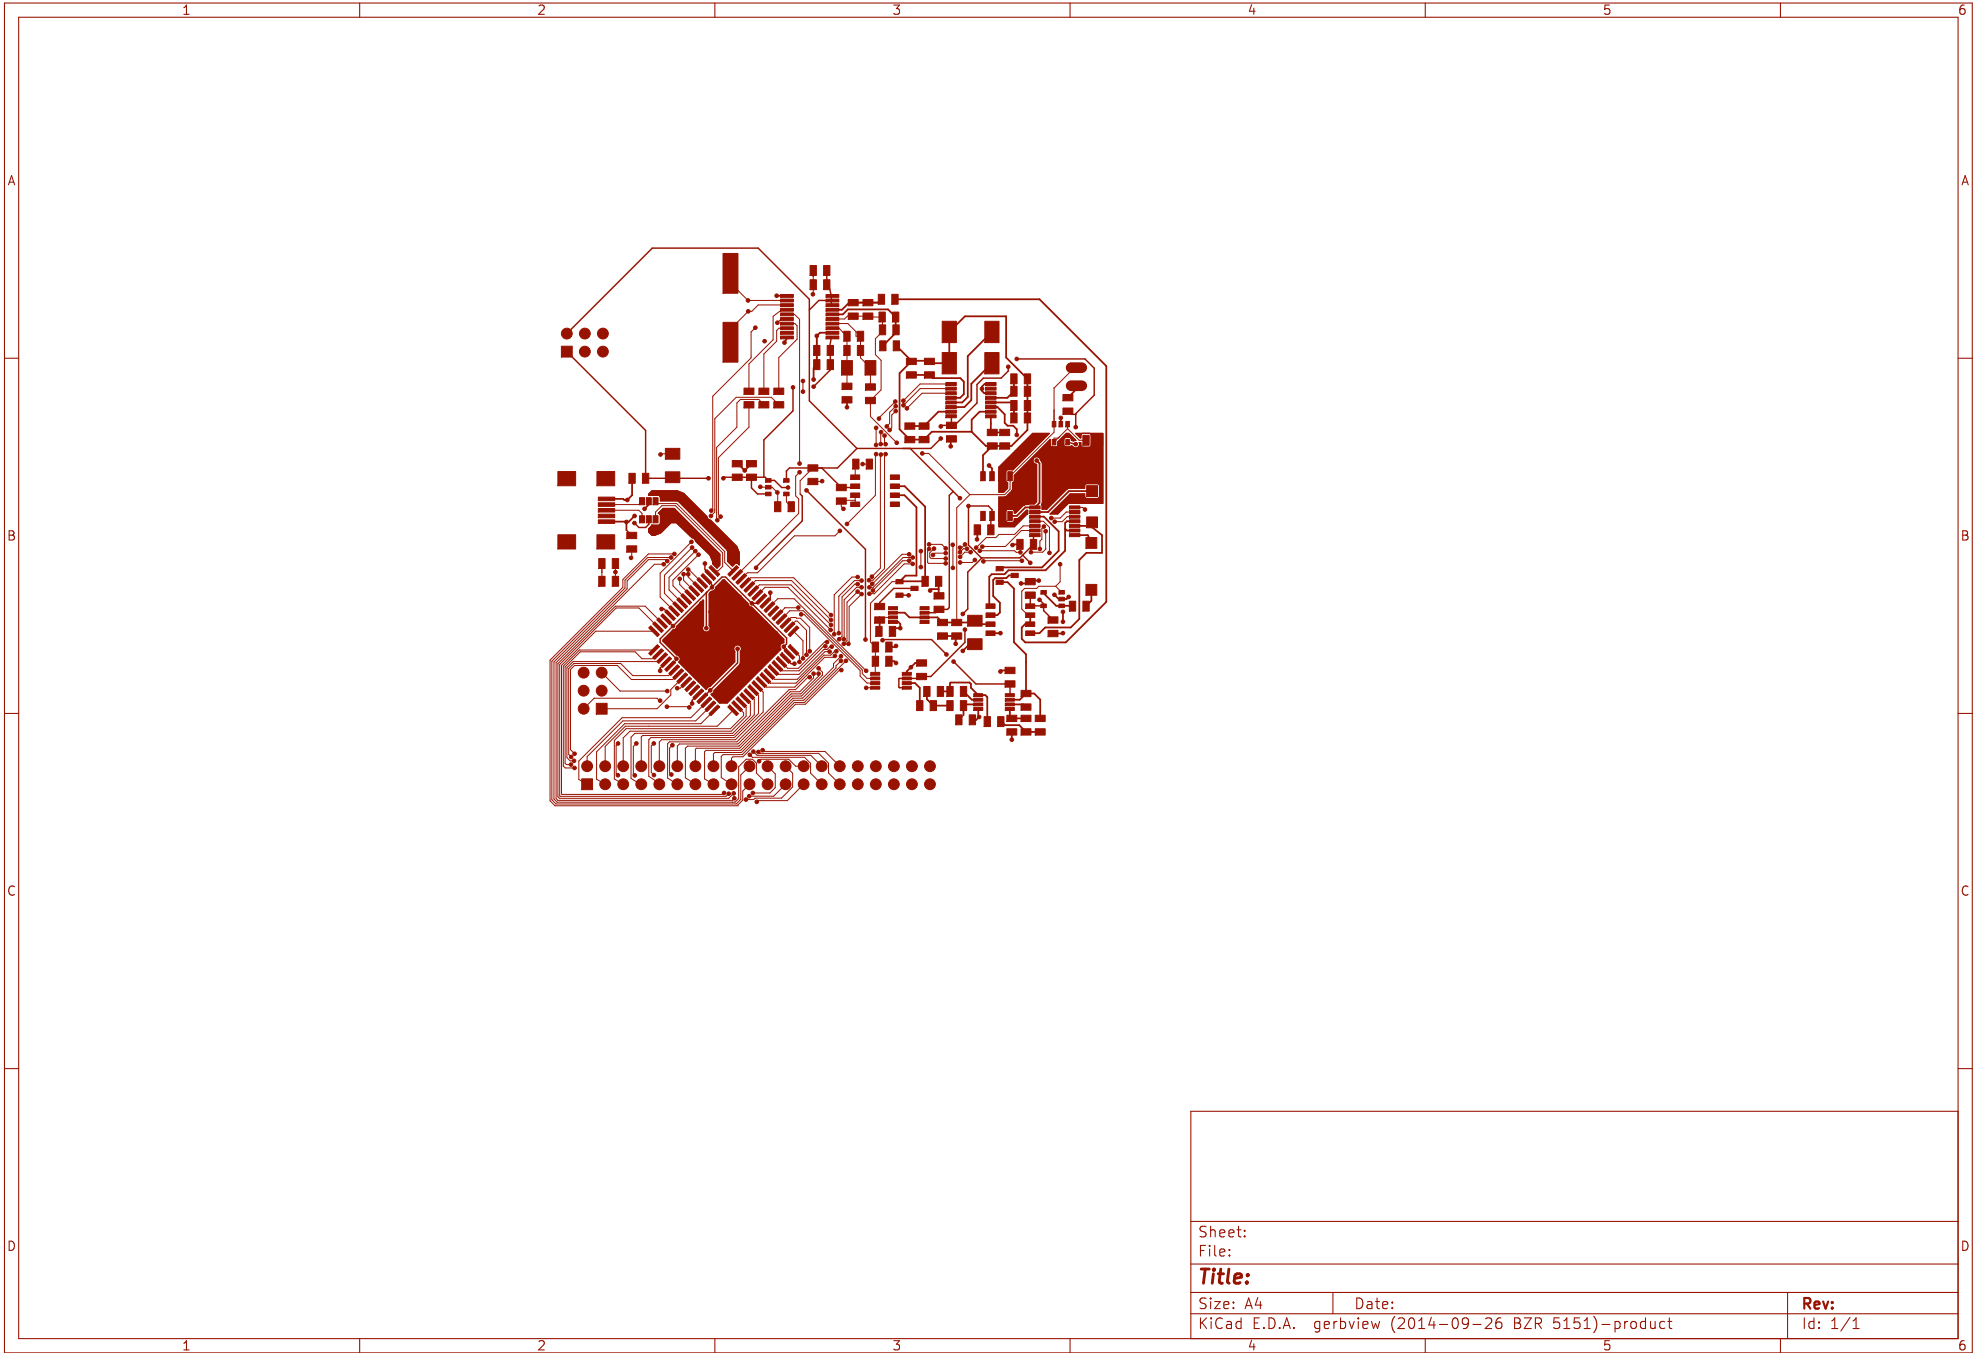 1 2 3 4 5 6
A A
B B
C C
Sheet:
File:
D D
Title:
Size: A4 Date: Rev:
KiCad E.D.A. gerbview (2014-09-26 BZR 5151)-product Id: 1/1
1 2 3 4 5 6